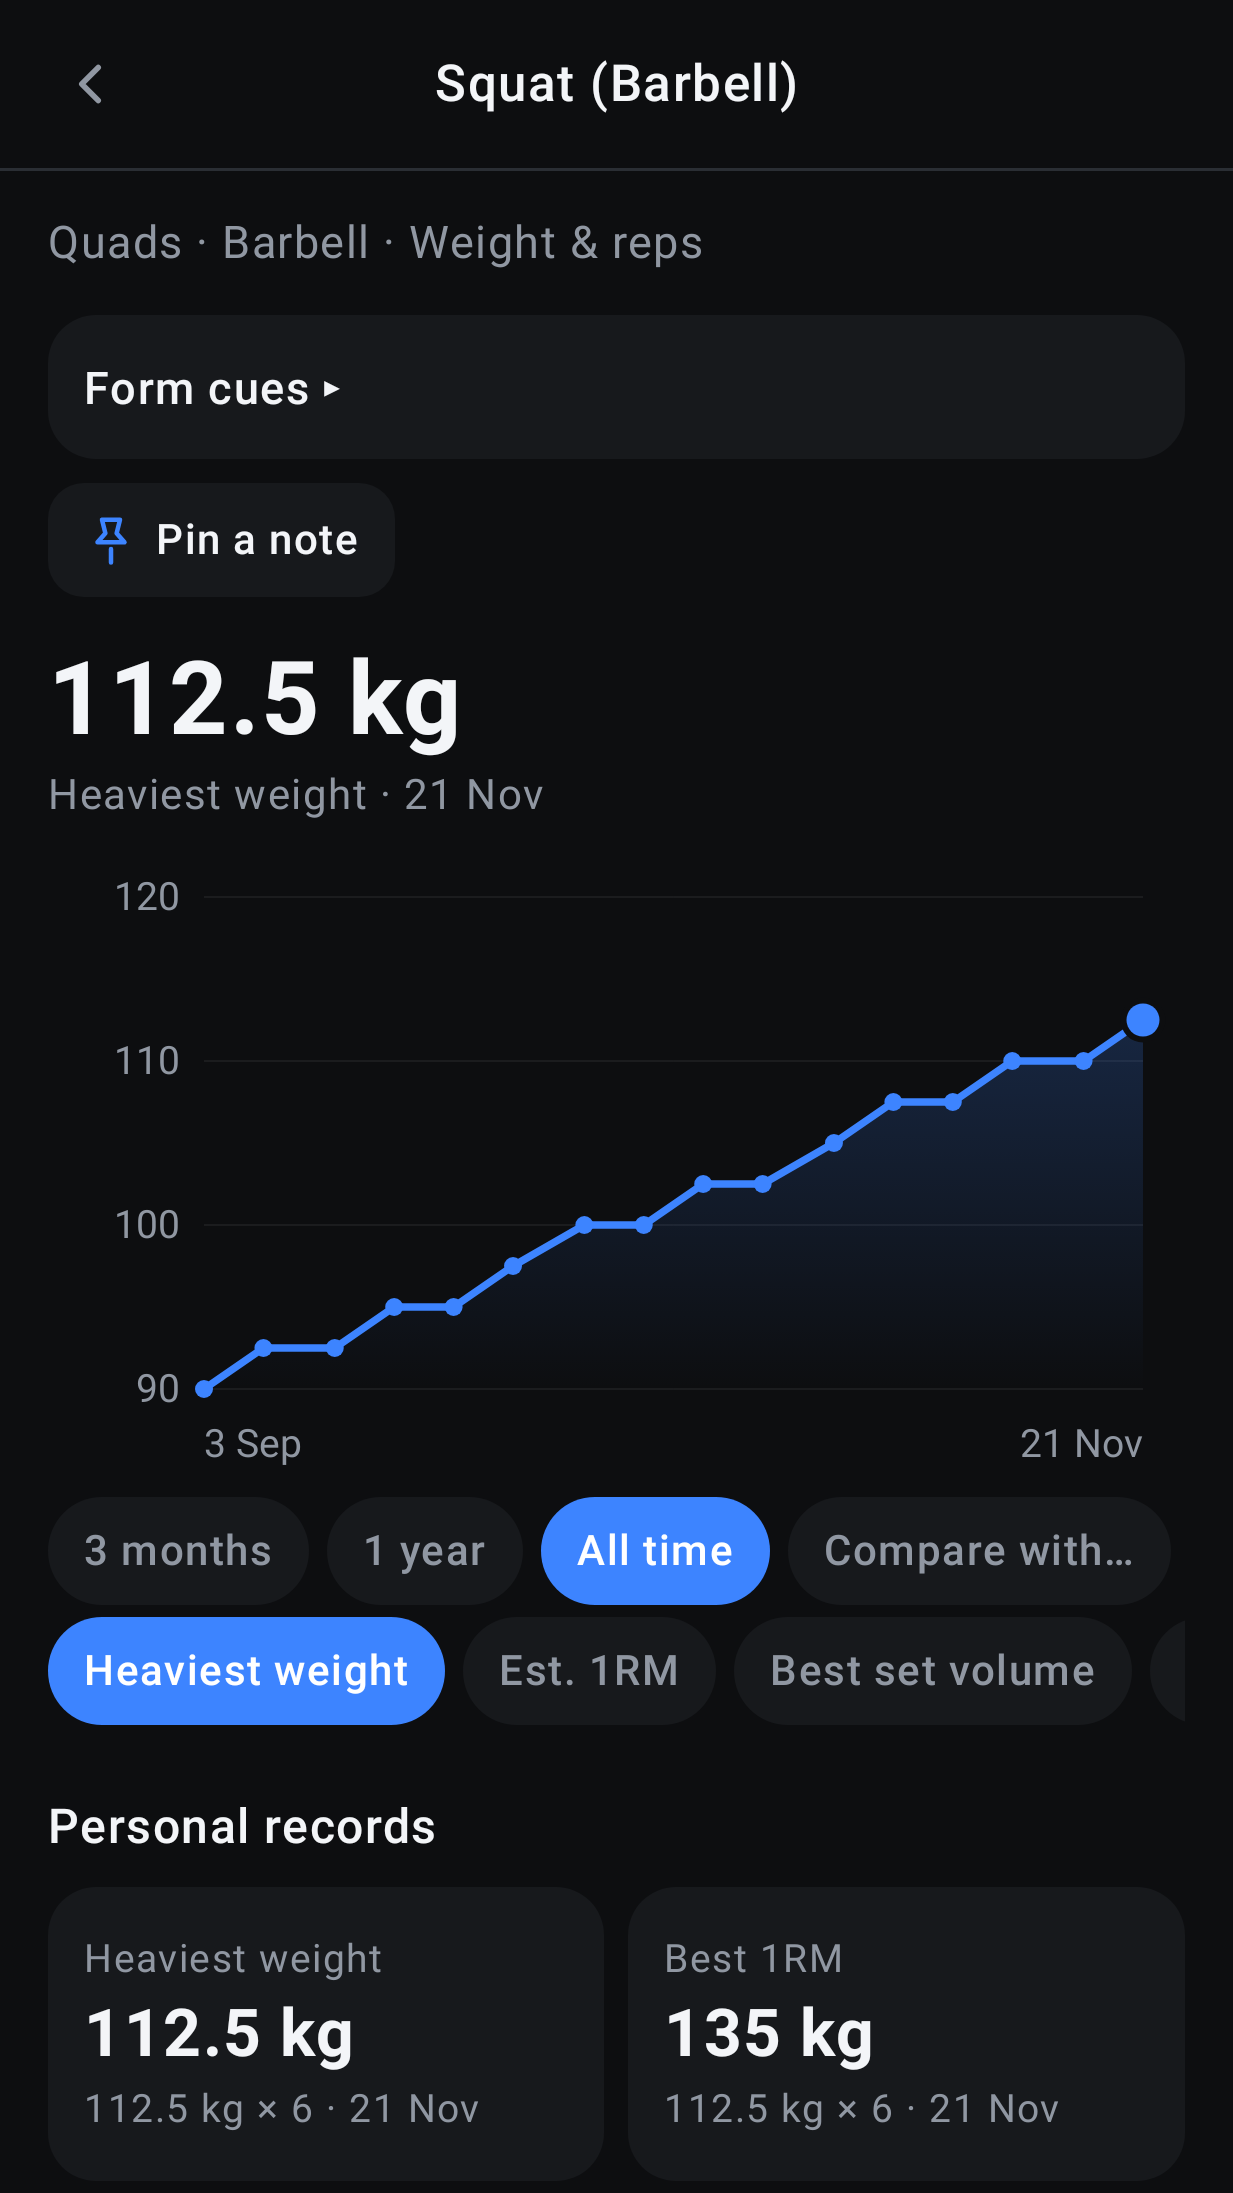 Squat (Barbell)
Quads · Barbell · Weight & reps
Form cues ▸
Pin a note
112.5 kg
Heaviest weight · 21 Nov
120
110
100
90
3 Sep 21 Nov
3 months 1 year All time Compare with…
Heaviest weight Est. 1RM Best set volume
Personal records
Heaviest weight Best 1RM
112.5 kg 135 kg
112.5 kg × 6 · 21 Nov 112.5 kg × 6 · 21 Nov